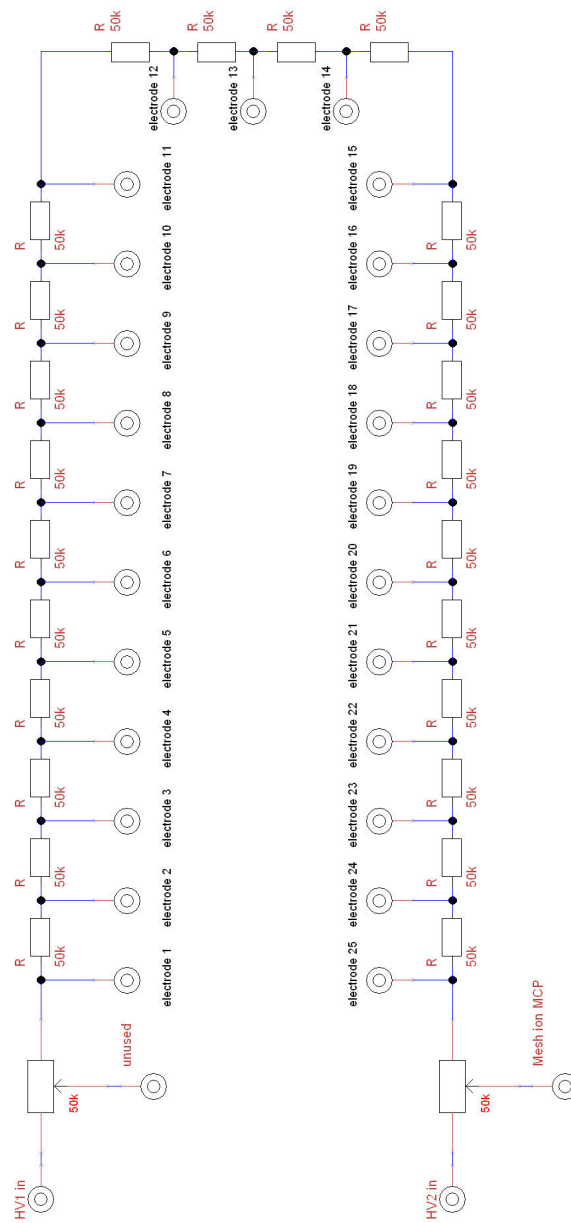 HV1 in
50k
unused
R
50k
R
50k
R
50k
R
50k
R
50k
R
50k
R
50k
R
50k
R
50k
R
50k
electrode 1
electrode 2
electrode 3
electrode 4
electrode 5
electrode 6
electrode 7
electrode 8
electrode 9
electrode 10
electrode 11
R
50k
electrode 12
R
50k
electrode 13
R
50k
electrode 14
R
50k
electrode 25
electrode 24
electrode 23
electrode 22
electrode 21
electrode 20
electrode 19
electrode 18
electrode 17
electrode 16
electrode 15
R
50k
R
50k
R
50k
R
50k
R
50k
R
50k
R
50k
R
50k
R
50k
R
50k
HV2 in
50k
Mesh ion MCP